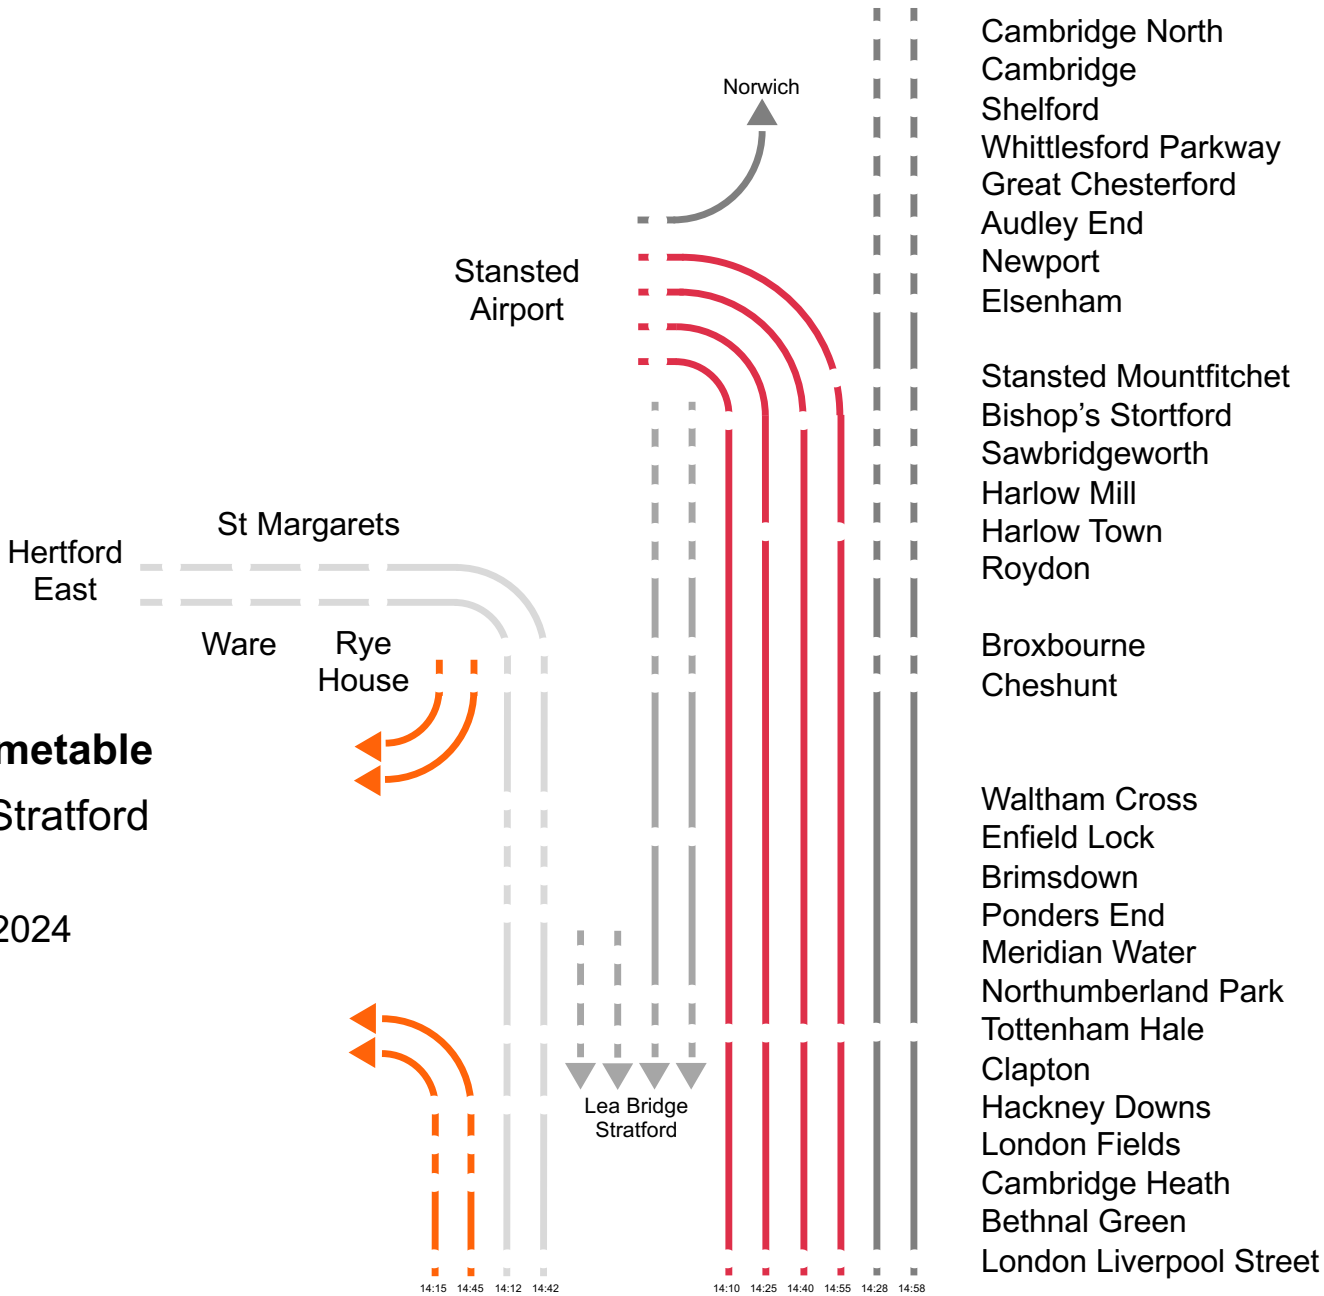 Cambridge North
Cambridge
Norwich
Shelford
Whittlesford Parkway
Great Chesterford
Audley End
Newport
Stansted
Airport
Elsenham
Stansted Mountfitchet
Bishop's Stortford
Sawbridgeworth
Harlow Mill
St Margarets
Harlow Town
Hertford
East
Roydon
Ware
Rye
House
Broxbourne
Cheshunt
metable
Stratford
2024
Waltham Cross
Enfield Lock
Brimsdown
Ponders End
Meridian Water
Northumberland Park
Tottenham Hale
Clapton
Lea Bridge
Stratford
Hackney Downs
London Fields
Cambridge Heath
Bethnal Green
London Liverpool Street
14:15 14:45 14:12 14:42 14:10 14:25 14:40 14:55 14:28 14:58